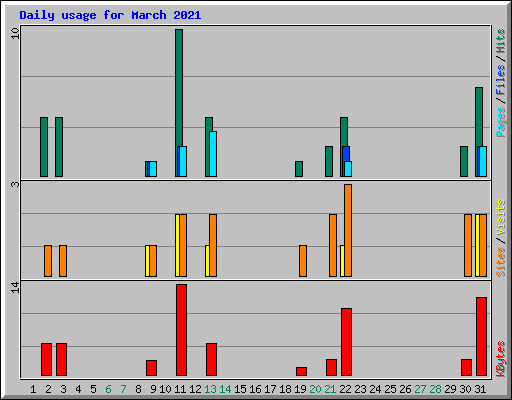 Daily usage for March 2021
10
Pages / Files / Hits
3
Sites / Visits
14
KBytes
1 2 3 4 5 6 7 8 9 10 11 12 13 14 15 16 17 18 19 20 21 22 23 24 25 26 27 28 29 30 31